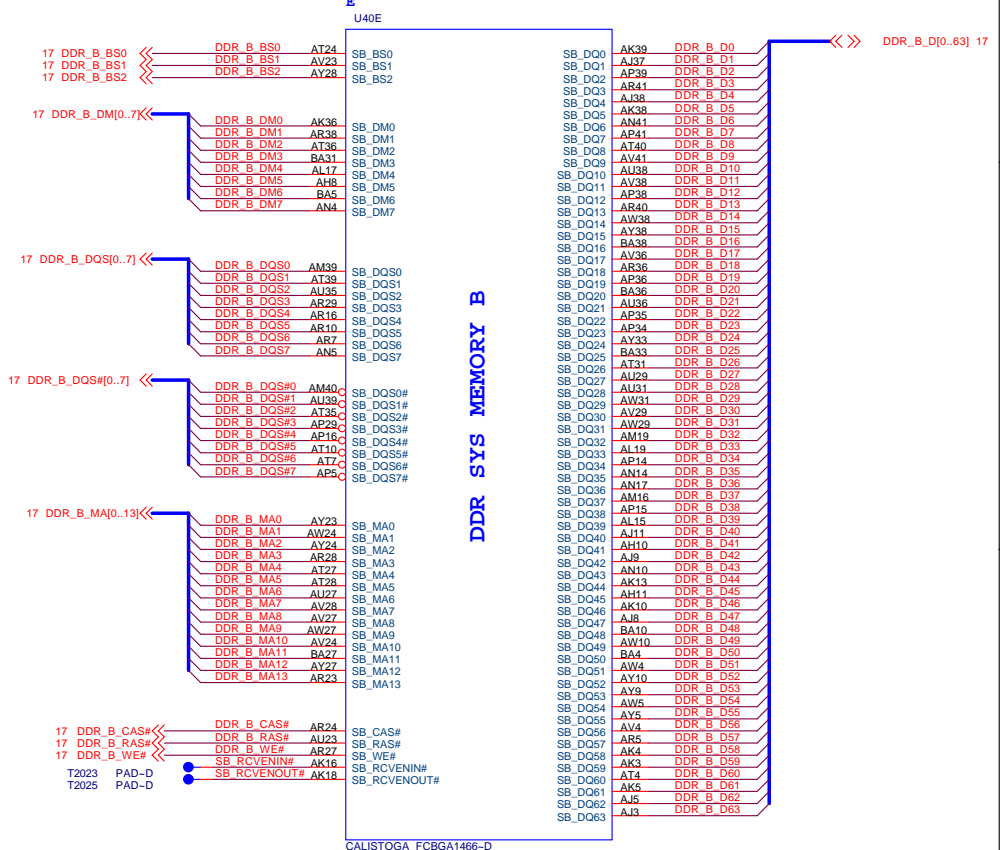 E
U40E
17 DDR_B_BS0 DDR_B_BS0 AT24 SB_BS0
17 DDR_B_BS1 DDR_B_BS1 AV23 SB_BS1
17 DDR_B_BS2 DDR_B_BS2 AY28 SB_BS2
17 DDR_B_DM[0..7]
DDR_B_DM0 AK36 SB_DM0
DDR_B_DM1 AR38 SB_DM1
DDR_B_DM2 AT36 SB_DM2
DDR_B_DM3 BA31 SB_DM3
DDR_B_DM4 AL17 SB_DM4
DDR_B_DM5 AH8 SB_DM5
DDR_B_DM6 BA5 SB_DM6
DDR_B_DM7 AN4 SB_DM7
17 DDR_B_DQS[0..7]
DDR_B_DQS0 AM39 SB_DQS0
DDR_B_DQS1 AT39 SB_DQS1
DDR_B_DQS2 AU35 SB_DQS2
DDR_B_DQS3 AR29 SB_DQS3
DDR_B_DQS4 AR16 SB_DQS4
DDR_B_DQS5 AR10 SB_DQS5
DDR_B_DQS6 AR7 SB_DQS6
DDR_B_DQS7 AN5 SB_DQS7
17 DDR_B_DQS#[0..7]
DDR_B_DQS#0 AM40 SB_DQS0#
DDR_B_DQS#1 AU39 SB_DQS1#
DDR_B_DQS#2 AT35 SB_DQS2#
DDR_B_DQS#3 AP29 SB_DQS3#
DDR_B_DQS#4 AP16 SB_DQS4#
DDR_B_DQS#5 AT10 SB_DQS5#
DDR_B_DQS#6 AT7 SB_DQS6#
DDR_B_DQS#7 AP5 SB_DQS7#
17 DDR_B_MA[0..13]
DDR_B_MA0 AY23 SB_MA0
DDR_B_MA1 AW24 SB_MA1
DDR_B_MA2 AY24 SB_MA2
DDR_B_MA3 AR28 SB_MA3
DDR_B_MA4 AT27 SB_MA4
DDR_B_MA5 AT28 SB_MA5
DDR_B_MA6 AU27 SB_MA6
DDR_B_MA7 AV28 SB_MA7
DDR_B_MA8 AV27 SB_MA8
DDR_B_MA9 AW27 SB_MA9
DDR_B_MA10 AV24 SB_MA10
DDR_B_MA11 BA27 SB_MA11
DDR_B_MA12 AY27 SB_MA12
DDR_B_MA13 AR23 SB_MA13
17 DDR_B_CAS# DDR_B_CAS# AR24 SB_CAS#
17 DDR_B_RAS# DDR_B_RAS# AU23 SB_RAS#
17 DDR_B_WE# DDR_B_WE# AR27 SB_WE#
T2023 PAD~D SB_RCVENIN# AK16 SB_RCVENIN#
T2025 PAD~D SB_RCVENOUT# AK18 SB_RCVENOUT#
DDR SYS MEMORY B
DDR_B_D[0..63] 17
SB_DQ0 AK39 DDR_B_D0
SB_DQ1 AJ37 DDR_B_D1
SB_DQ2 AP39 DDR_B_D2
SB_DQ3 AR41 DDR_B_D3
SB_DQ4 AJ38 DDR_B_D4
SB_DQ5 AK38 DDR_B_D5
SB_DQ6 AN41 DDR_B_D6
SB_DQ7 AP41 DDR_B_D7
SB_DQ8 AT40 DDR_B_D8
SB_DQ9 AV41 DDR_B_D9
SB_DQ10 AU38 DDR_B_D10
SB_DQ11 AV38 DDR_B_D11
SB_DQ12 AP38 DDR_B_D12
SB_DQ13 AR40 DDR_B_D13
SB_DQ14 AW38 DDR_B_D14
SB_DQ15 AY38 DDR_B_D15
SB_DQ16 BA38 DDR_B_D16
SB_DQ17 AV36 DDR_B_D17
SB_DQ18 AR36 DDR_B_D18
SB_DQ19 AP36 DDR_B_D19
SB_DQ20 BA36 DDR_B_D20
SB_DQ21 AU36 DDR_B_D21
SB_DQ22 AP35 DDR_B_D22
SB_DQ23 AP34 DDR_B_D23
SB_DQ24 AY33 DDR_B_D24
SB_DQ25 BA33 DDR_B_D25
SB_DQ26 AT31 DDR_B_D26
SB_DQ27 AU29 DDR_B_D27
SB_DQ28 AU31 DDR_B_D28
SB_DQ29 AW31 DDR_B_D29
SB_DQ30 AV29 DDR_B_D30
SB_DQ31 AW29 DDR_B_D31
SB_DQ32 AM19 DDR_B_D32
SB_DQ33 AL19 DDR_B_D33
SB_DQ34 AP14 DDR_B_D34
SB_DQ35 AN14 DDR_B_D35
SB_DQ36 AN17 DDR_B_D36
SB_DQ37 AM16 DDR_B_D37
SB_DQ38 AP15 DDR_B_D38
SB_DQ39 AL15 DDR_B_D39
SB_DQ40 AJ11 DDR_B_D40
SB_DQ41 AH10 DDR_B_D41
SB_DQ42 AJ9 DDR_B_D42
SB_DQ43 AN10 DDR_B_D43
SB_DQ44 AK13 DDR_B_D44
SB_DQ45 AH11 DDR_B_D45
SB_DQ46 AK10 DDR_B_D46
SB_DQ47 AJ8 DDR_B_D47
SB_DQ48 BA10 DDR_B_D48
SB_DQ49 AW10 DDR_B_D49
SB_DQ50 BA4 DDR_B_D50
SB_DQ51 AW4 DDR_B_D51
SB_DQ52 AY10 DDR_B_D52
SB_DQ53 AY9 DDR_B_D53
SB_DQ54 AW5 DDR_B_D54
SB_DQ55 AY5 DDR_B_D55
SB_DQ56 AV4 DDR_B_D56
SB_DQ57 AR5 DDR_B_D57
SB_DQ58 AK4 DDR_B_D58
SB_DQ59 AK3 DDR_B_D59
SB_DQ60 AT4 DDR_B_D60
SB_DQ61 AK5 DDR_B_D61
SB_DQ62 AJ5 DDR_B_D62
SB_DQ63 AJ3 DDR_B_D63
CALISTOGA_FCBGA1466~D